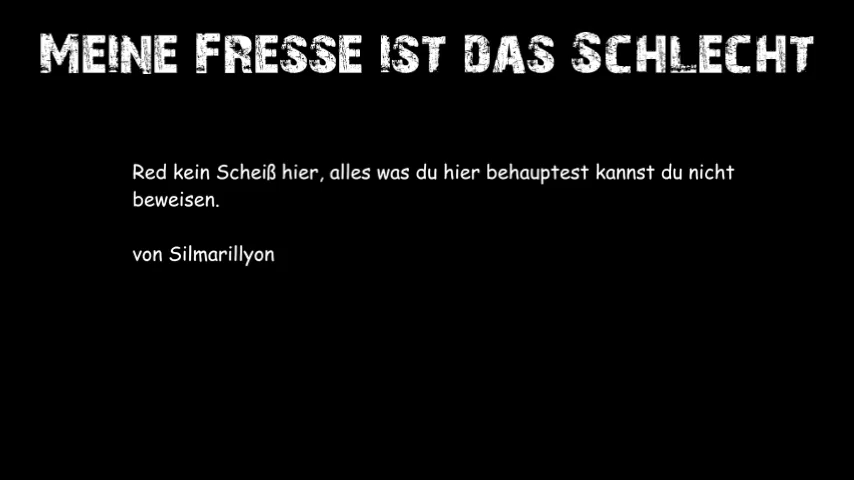 Meine Fresse ist das Schlecht
Red kein Scheiß hier, alles was du hier behauptest kannst du nicht
beweisen.
von Silmarillyon